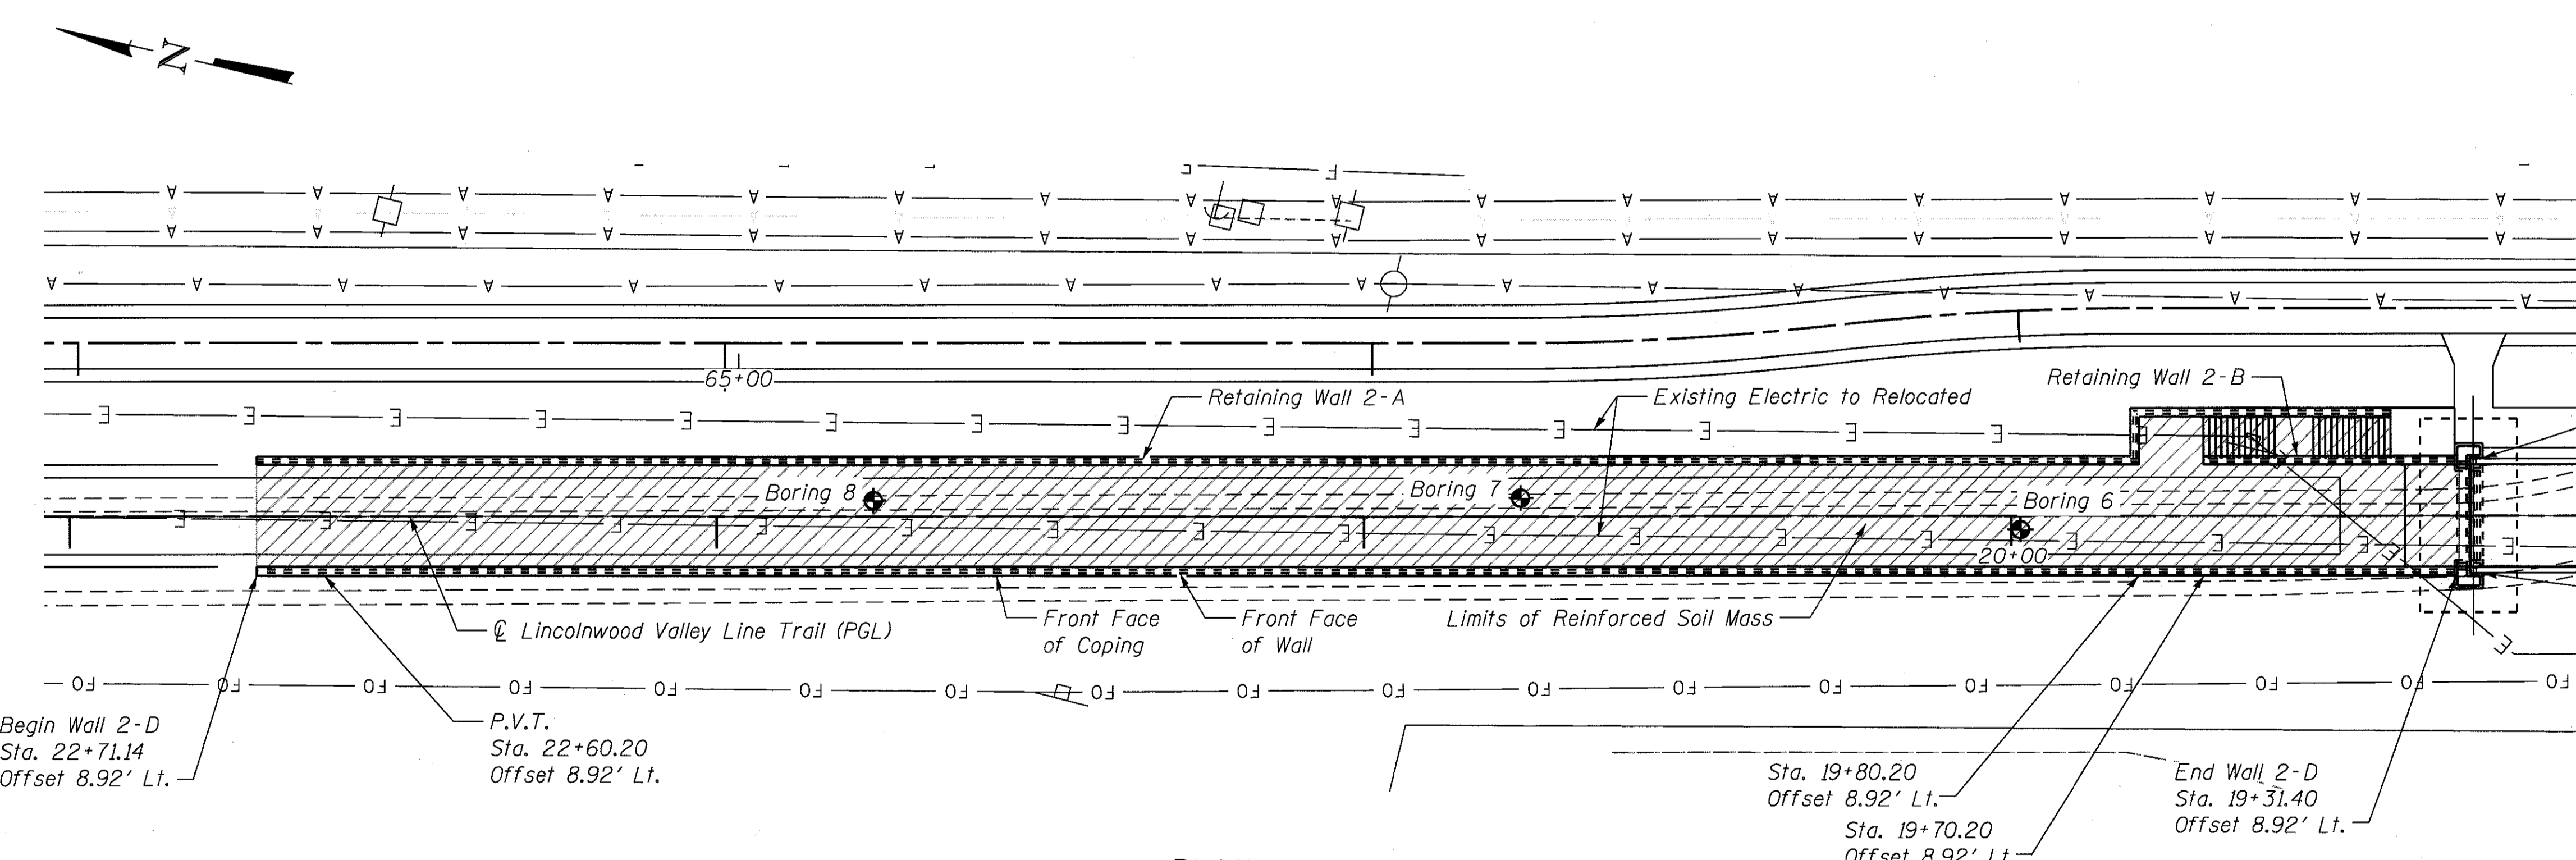 N
65+00
Retaining Wall 2-A
Existing Electric to Relocated
Retaining Wall 2-B
Boring 8
Boring 7
Boring 6
20+00
℄ Lincolnwood Valley Line Trail (PGL)
Front Face
of Coping
Front Face
of Wall
Limits of Reinforced Soil Mass
Begin Wall 2-D
Sta. 22+71.14
Offset 8.92' Lt.
P.V.T.
Sta. 22+60.20
Offset 8.92' Lt.
Sta. 19+80.20
Offset 8.92' Lt.
Sta. 19+70.20
Offset 8.92' Lt.
End Wall 2-D
Sta. 19+31.40
Offset 8.92' Lt.